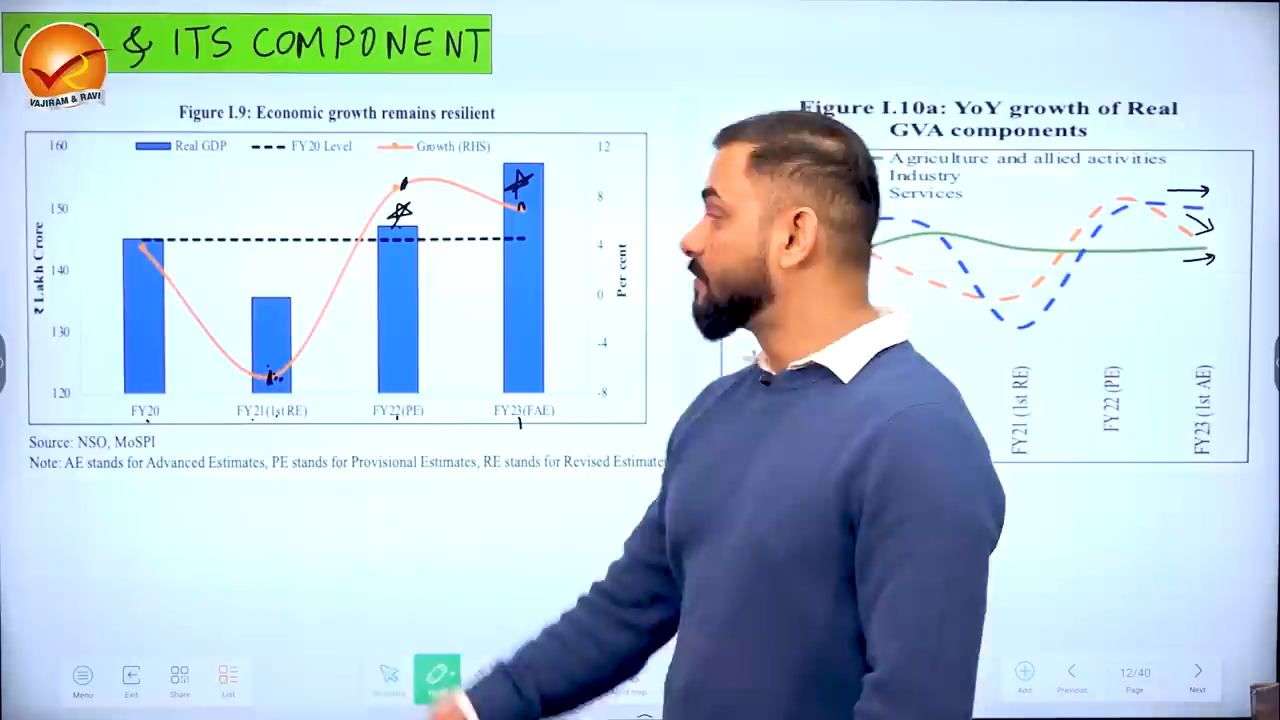 & ITS COMPONENT
VAJIRAM & RAVI
Figure I.9: Economic growth remains resilient
Real GDP
FY20 Level
Growth (RHS)
160
150
140
130
120
₹ Lakh Crore
12
8
4
0
-4
-8
Per cent
FY20
FY21(1st RE)
FY22(PE)
FY23(FAE)
Source: NSO, MoSPI
Note: AE stands for Advanced Estimates, PE stands for Provisional Estimates, RE stands for Revised Estimate
Figure I.10a: YoY growth of Real
GVA components
Agriculture and allied activities
Industry
Services
FY21 (1st RE)
FY22 (PE)
FY23 (1st AE)
Menu
Exit
Share
List
Add
Previous
12/40
Page
Next